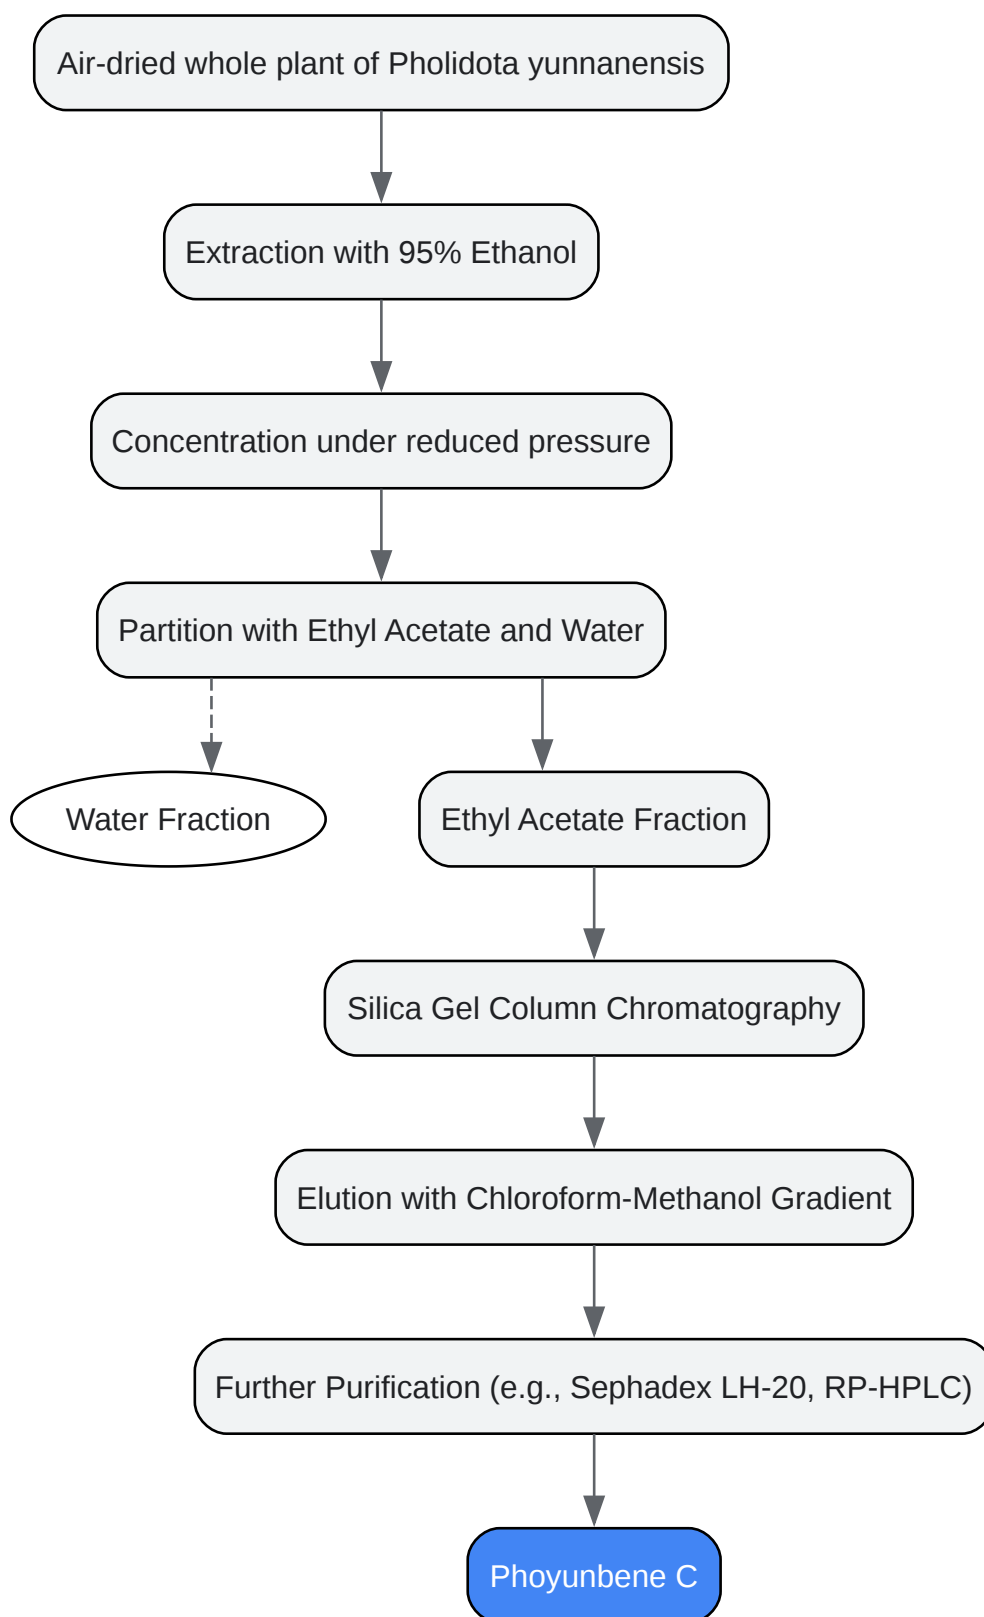 Air-dried whole plant of Pholidota yunnanensis
Extraction with 95% Ethanol
Concentration under reduced pressure
Partition with Ethyl Acetate and Water
Water Fraction
Ethyl Acetate Fraction
Silica Gel Column Chromatography
Elution with Chloroform-Methanol Gradient
Further Purification (e.g., Sephadex LH-20, RP-HPLC)
Phoyunbene C